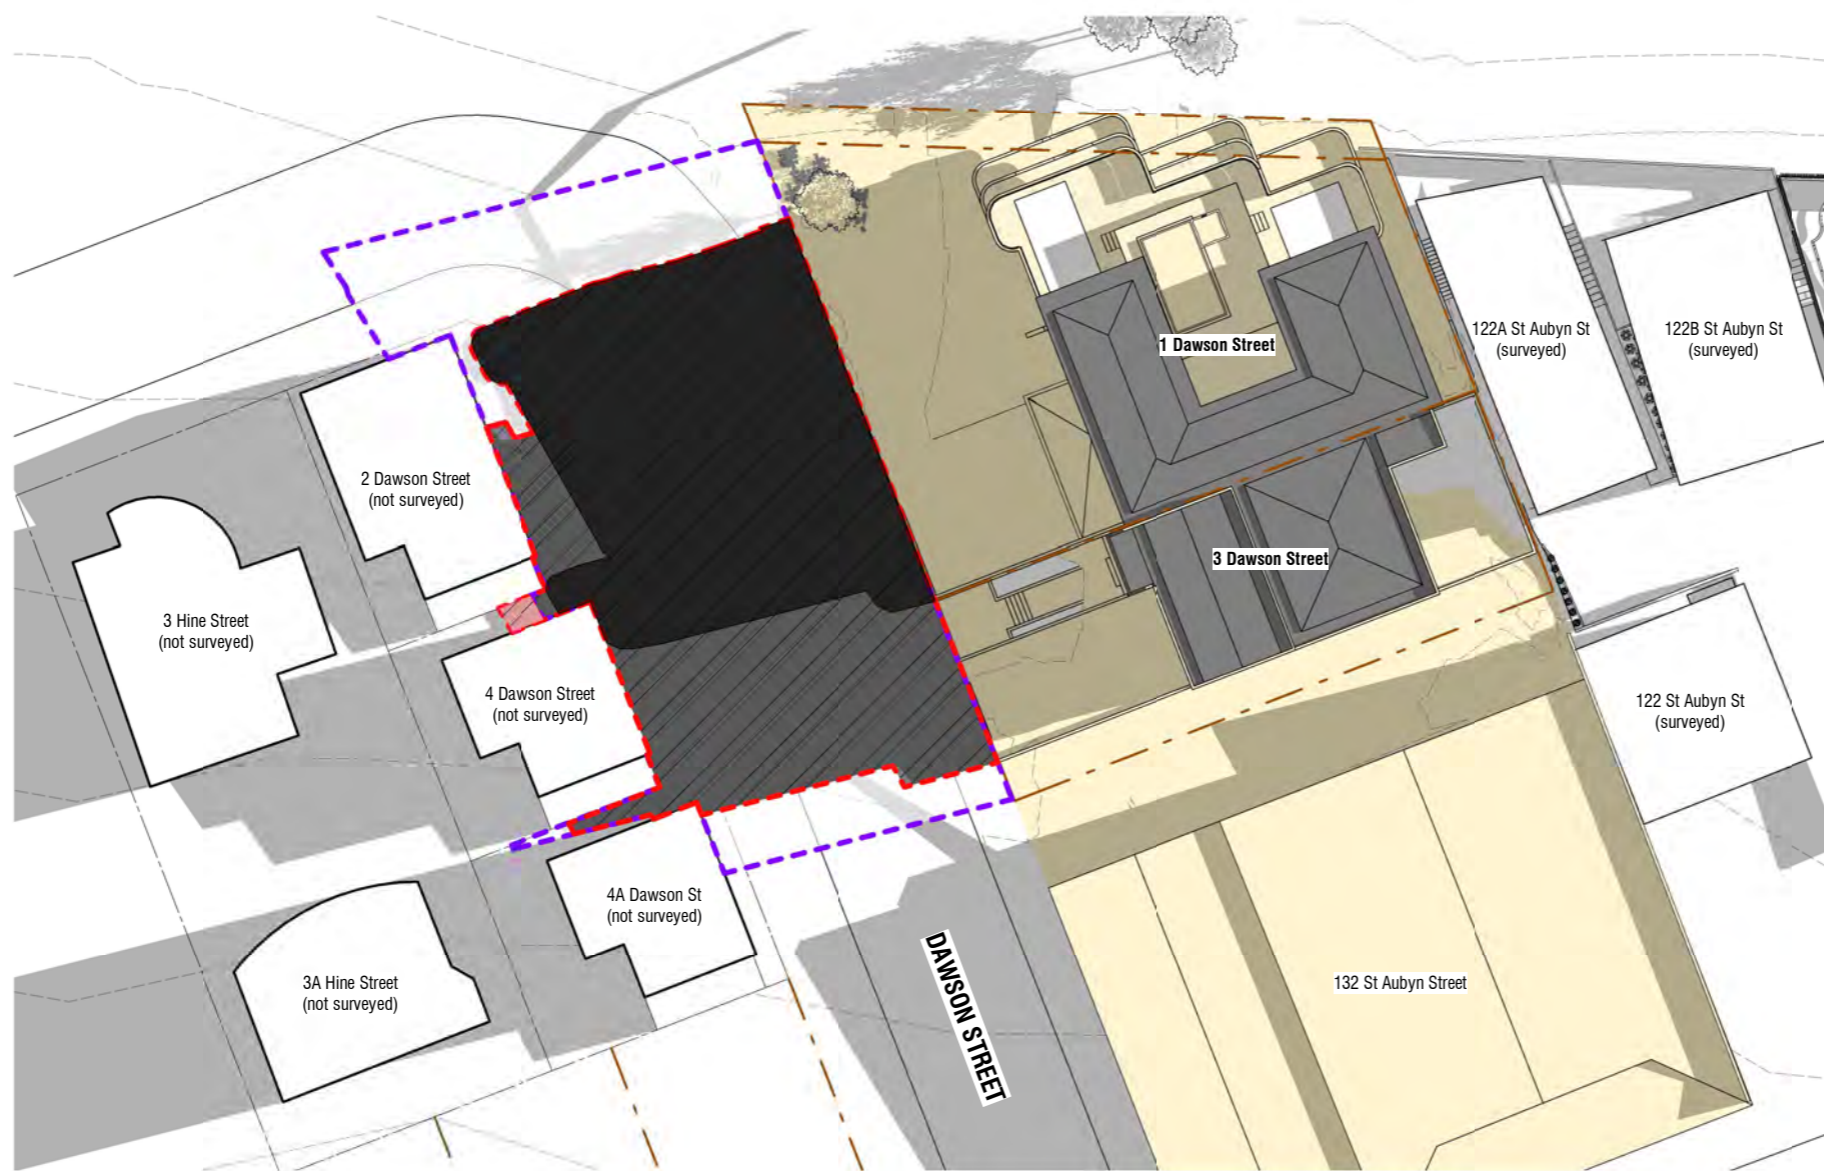 122A St Aubyn St
(surveyed)
122B St Aubyn St
(surveyed)
1 Dawson Street
2 Dawson Street
(not surveyed)
3 Dawson Street
3 Hine Street
(not surveyed)
4 Dawson Street
(not surveyed)
122 St Aubyn St
(surveyed)
4A Dawson St
(not surveyed)
3A Hine Street
(not surveyed)
DAWSON STREET
132 St Aubyn Street